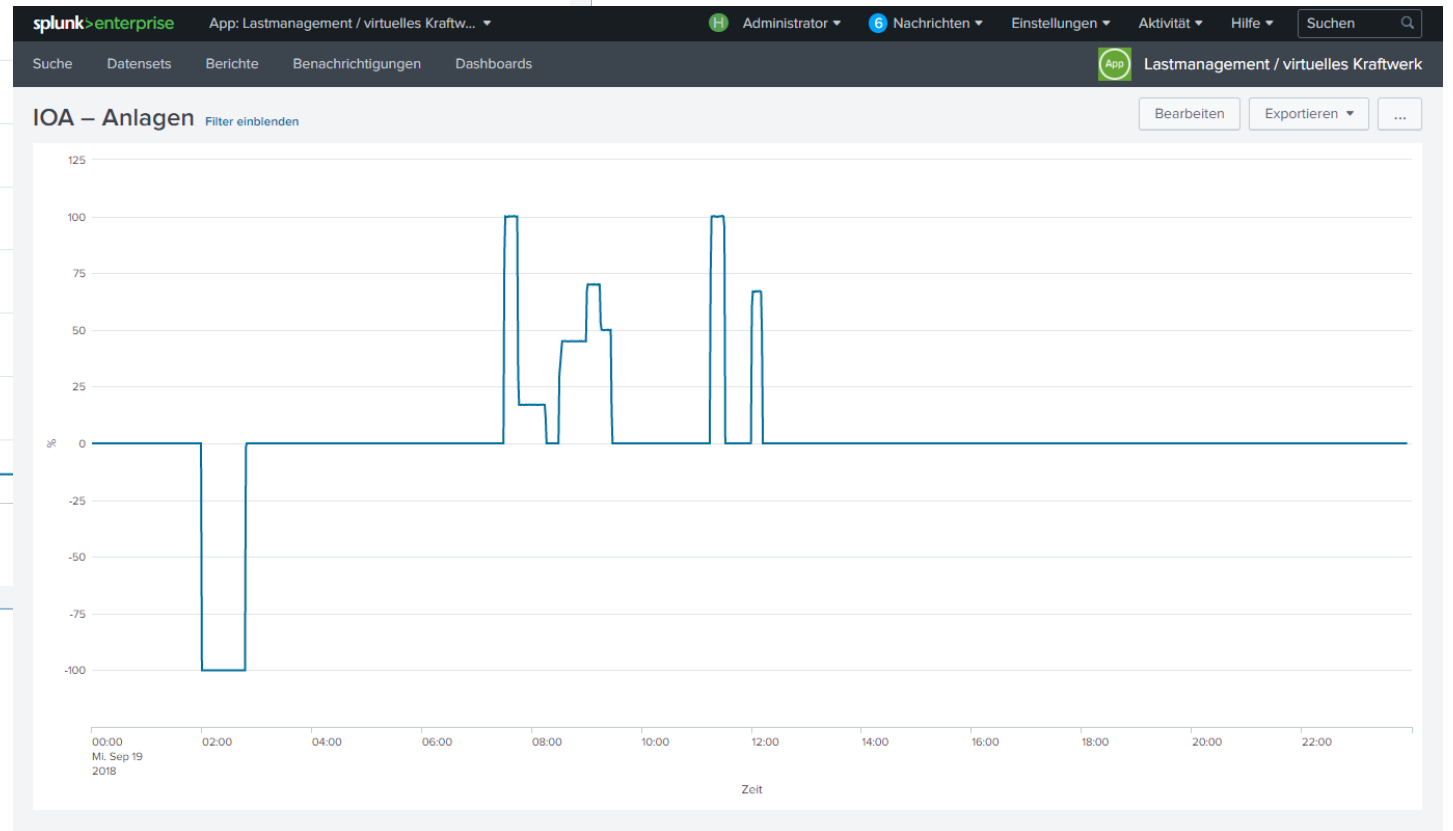 splunk>enterprise App: Lastmanagement / virtuelles Kraftw... H Administrator 6 Nachrichten Einstellungen Aktivität Hilfe Suchen
Suche Datensets Berichte Benachrichtigungen Dashboards App Lastmanagement / virtuelles Kraftwerk
IOA – Anlagen Filter einblenden Bearbeiten Exportieren ...
125
100
75
50
25
% 0
-25
-50
-75
-100
00:00 02:00 04:00 06:00 08:00 10:00 12:00 14:00 16:00 18:00 20:00 22:00
Mi. Sep 19
2018
Zeit